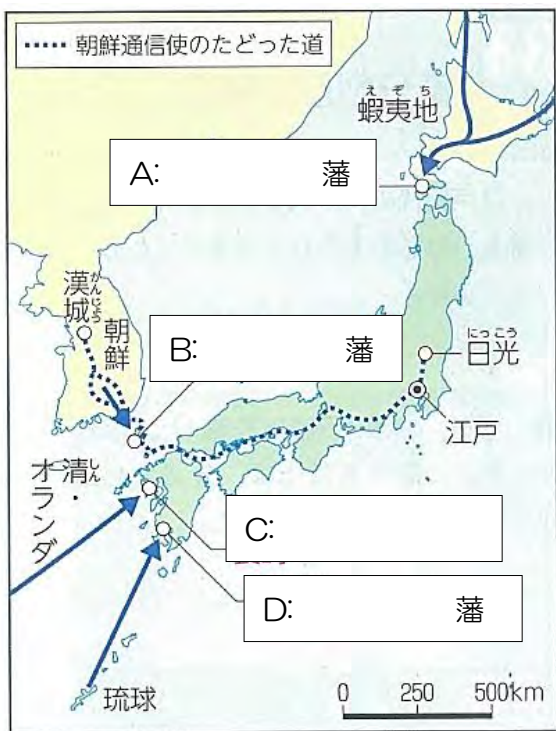 朝鮮通信使のたどった道
えぞち
蝦夷地
A: 藩
かんじょう
漢城
朝鮮
B: 藩
にっこう
日光
江戸
清・
しん
オランダ
C:
D: 藩
琉球
0 250 500km